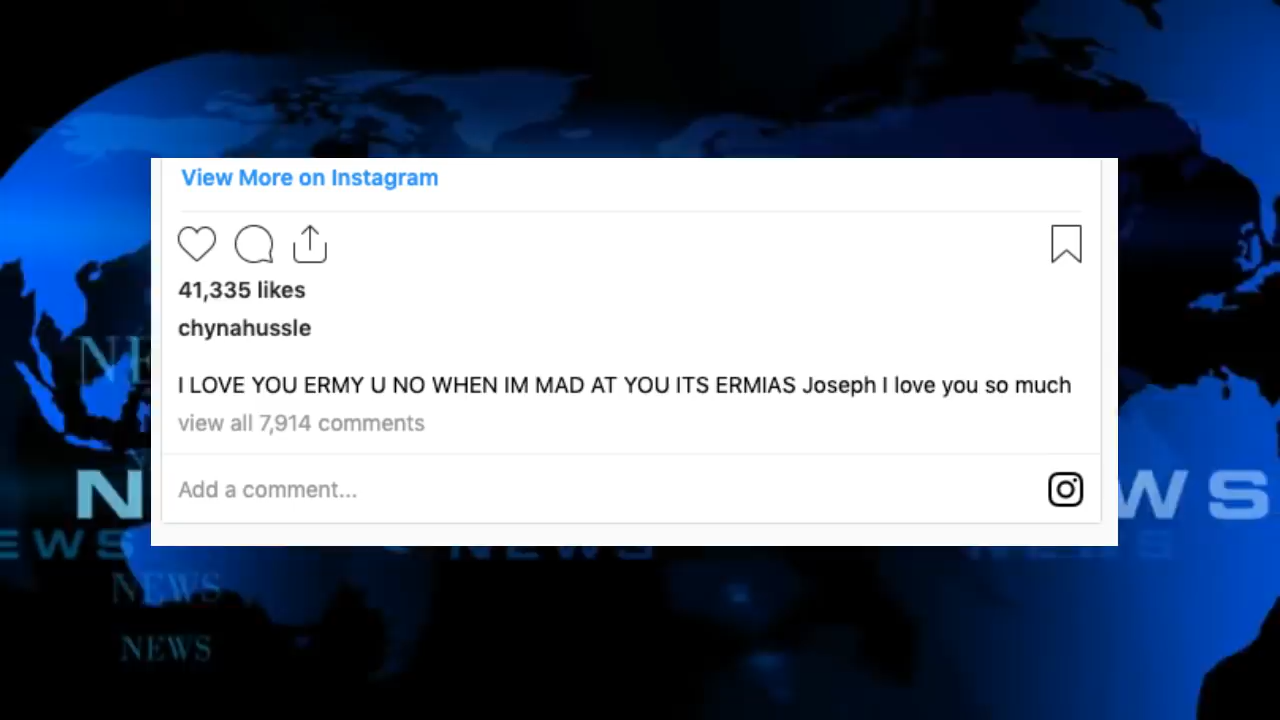 View More on Instagram
41,335 likes
chynahussle
I LOVE YOU ERMY U NO WHEN IM MAD AT YOU ITS ERMIAS Joseph I love you so much
view all 7,914 comments
Add a comment...
NEWS
NEWS
NEWS